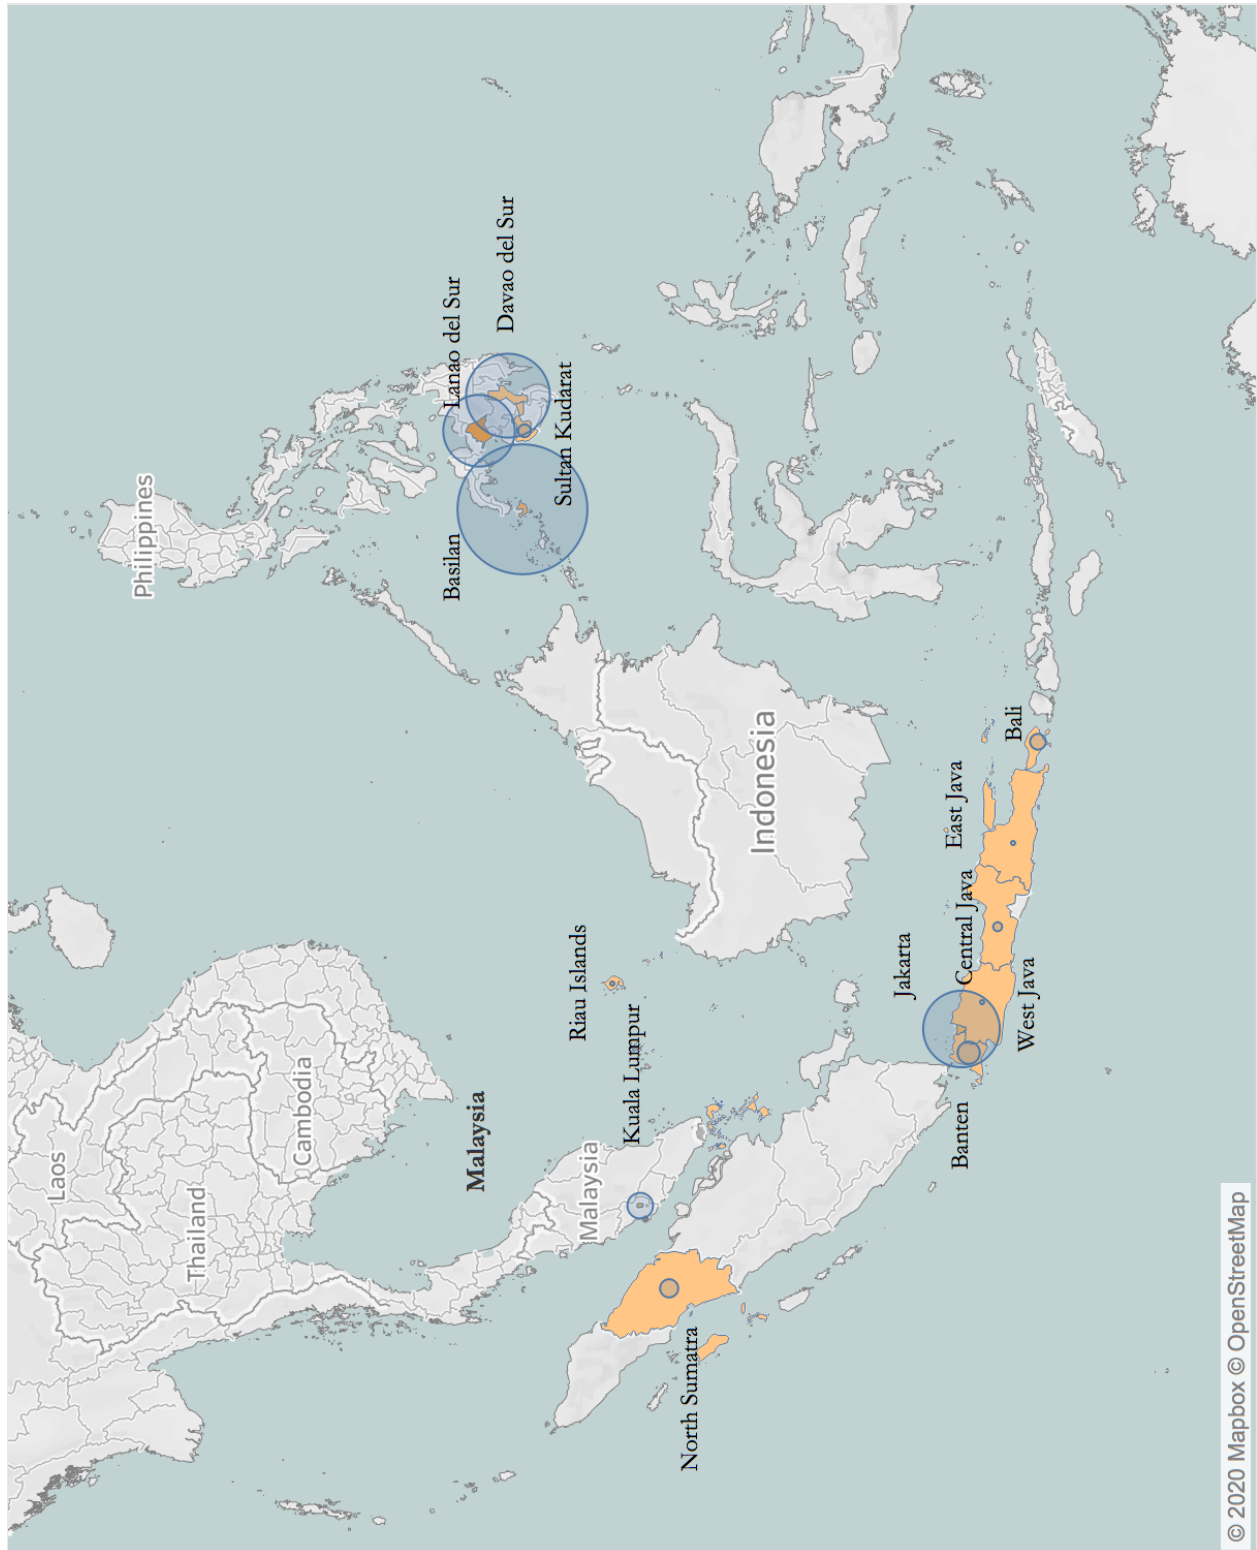 Laos
Thailand
Cambodia
Philippines
Malaysia
Malaysia
Kuala Lumpur
Riau Islands
Indonesia
Basilan
Lanao del Sur
Davao del Sur
Sultan Kudarat
North Sumatra
Banten
Jakarta
West Java
Central Java
East Java
Bali
© 2020 Mapbox © OpenStreetMap